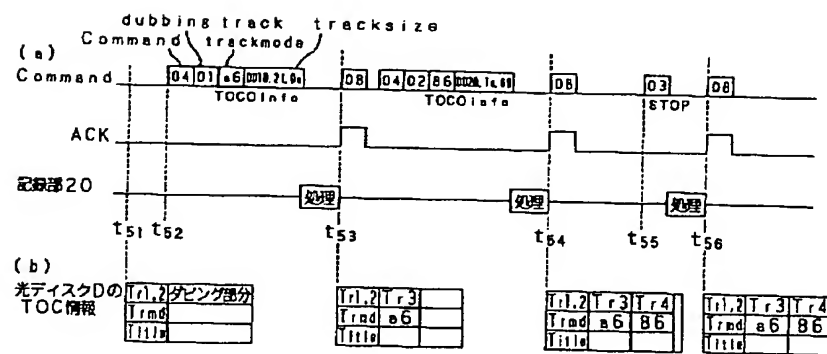 dubbing track tracksize
Command trackmode
(a)
Command 04 01 a6 08 04 02 86 08 03 08
TOCOInfo TOCOinfo STOP
ACK
記録部20 処理 処理 処理
t51 t52 t53 t54 t55 t56
(b)
光ディスクDの
TOC情報
Tr1,2 ダビング部分
Trmd
Title
Tr1,2 Tr3
Trmd a6
Title
Tr1,2 Tr3 Tr4
Trmd a6 86
Title
Tr1,2 Tr3 Tr4
Trmd a6 86
Title